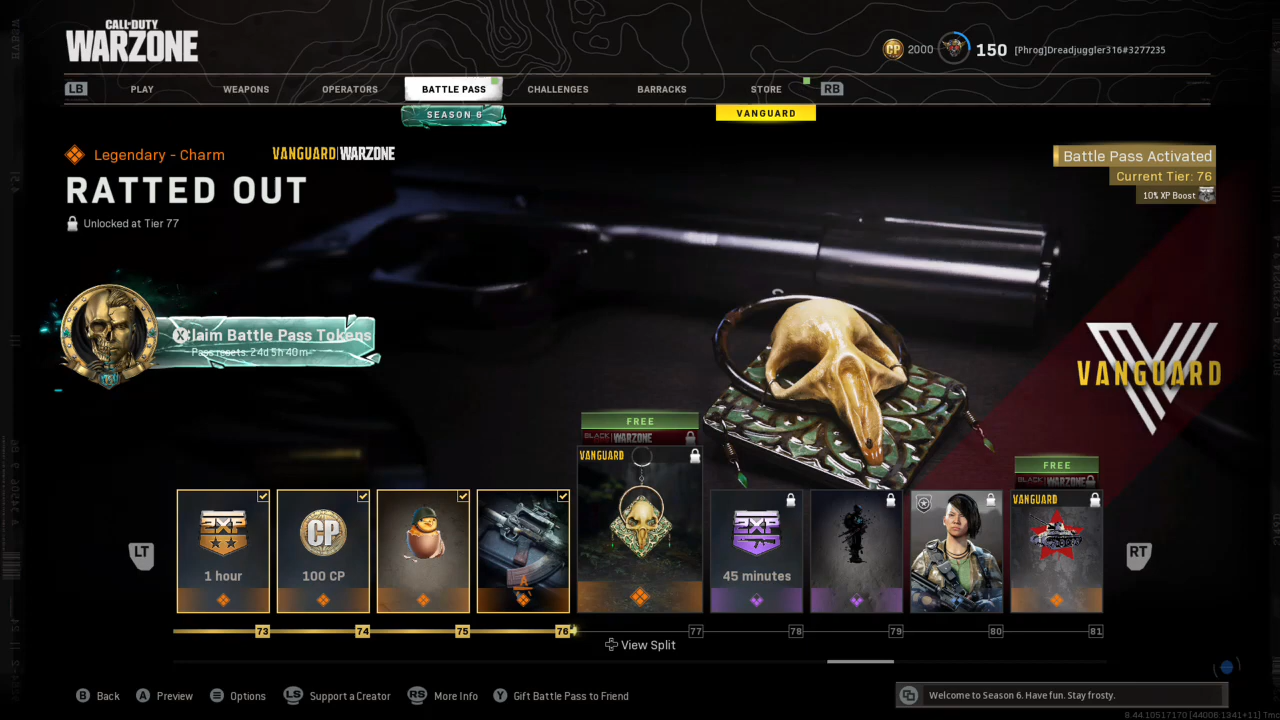 CALL OF DUTY
WARZONE
CP 2000
150
[Phrog]Dreadjuggler316#3277235
LB PLAY WEAPONS OPERATORS BATTLE PASS CHALLENGES BARRACKS STORE RB
SEASON 6
VANGUARD
Legendary - Charm
VANGUARD | WARZONE
RATTED OUT
Unlocked at Tier 77
Battle Pass Activated
Current Tier: 76
10% XP Boost
X Claim Battle Pass Tokens
Pass resets: 24d 5h 40m
VANGUARD
FREE
BLACK | WARZONE
VANGUARD
FREE
BLACK | WARZONE
VANGUARD
LT
2XP
1 hour
CP
100 CP
A
2XP
45 minutes
RT
73 74 75 76 77 78 79 80 81
View Split
B Back A Preview Options LS Support a Creator RS More Info Y Gift Battle Pass to Friend
Welcome to Season 6. Have fun. Stay frosty.